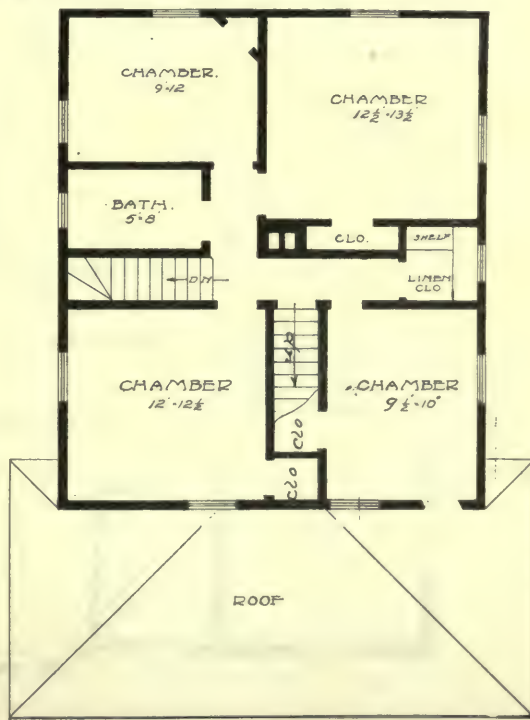 CHAMBER.
9-12
CHAMBER
12½-13½
BATH.
5-8
CLO.
SHELF
LINEN
CLO
DN
UP
CHAMBER
12-12½
CHAMBER
9½-10
CLO
CLO
ROOF